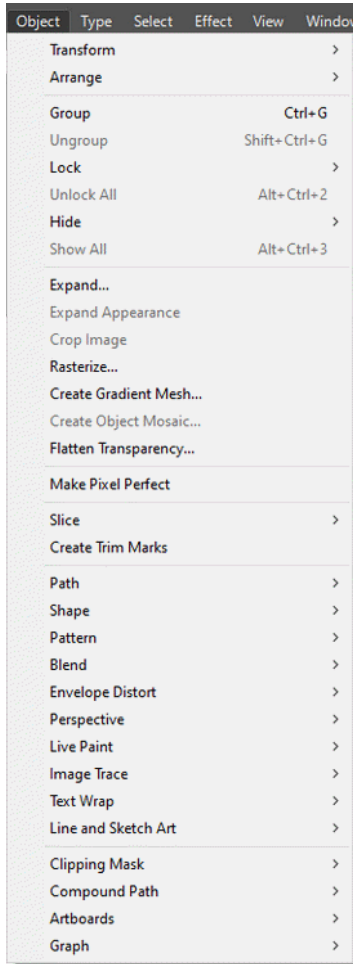 Object Type Select Effect View Window
Transform >
Arrange >
Group Ctrl+G
Ungroup Shift+Ctrl+G
Lock >
Unlock All Alt+Ctrl+2
Hide >
Show All Alt+Ctrl+3
Expand...
Expand Appearance
Crop Image
Rasterize...
Create Gradient Mesh...
Create Object Mosaic...
Flatten Transparency...
Make Pixel Perfect
Slice >
Create Trim Marks
Path >
Shape >
Pattern >
Blend >
Envelope Distort >
Perspective >
Live Paint >
Image Trace >
Text Wrap >
Line and Sketch Art >
Clipping Mask >
Compound Path >
Artboards >
Graph >